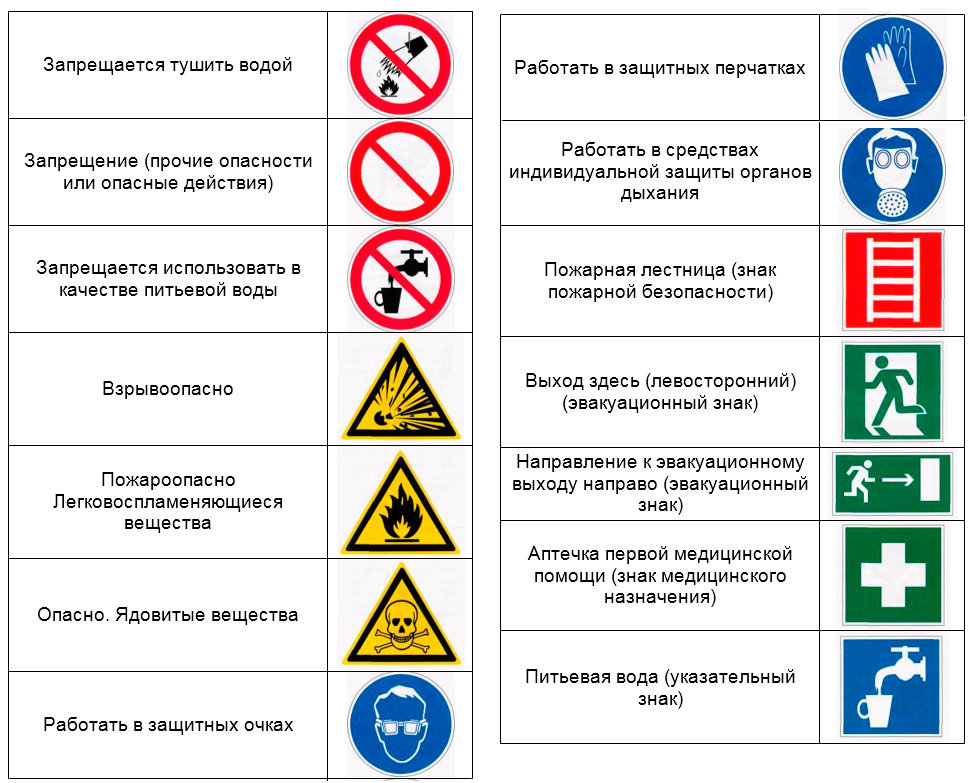 Запрещается тушить водой
Запрещение (прочие опасности
или опасные действия)
Запрещается использовать в
качестве питьевой воды
Взрывоопасно
Пожароопасно
Легковоспламеняющиеся
вещества
Опасно. Ядовитые вещества
Работать в защитных очках
Работать в защитных перчатках
Работать в средствах
индивидуальной защиты органов
дыхания
Пожарная лестница (знак
пожарной безопасности)
Выход здесь (левосторонний)
(эвакуационный знак)
Направление к эвакуационному
выходу направо (эвакуационный
знак)
Аптечка первой медицинской
помощи (знак медицинского
назначения)
Питьевая вода (указательный
знак)